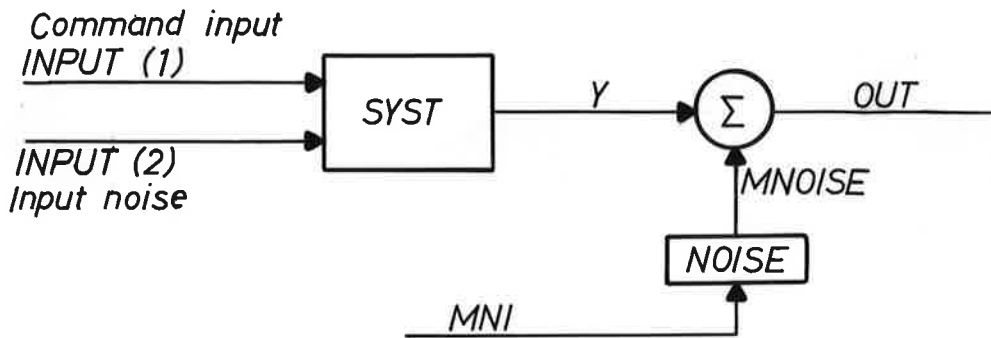 Command input
INPUT (1)
INPUT (2)
Input noise
SYST
Y
Σ
OUT
MNOISE
NOISE
MNI